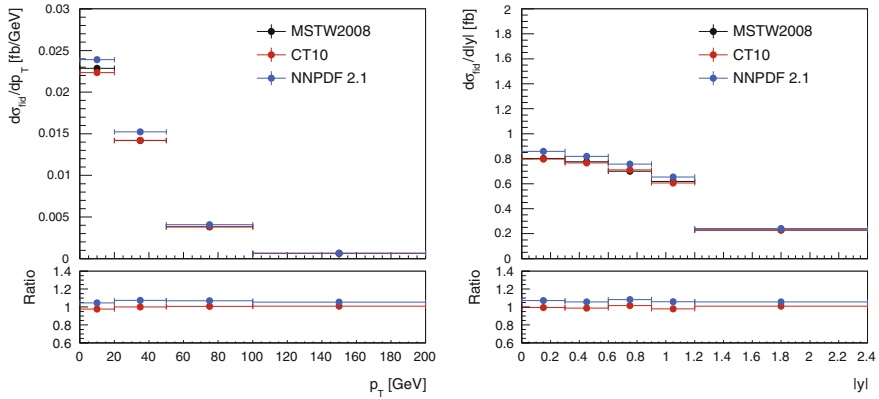 dσ_fid/dp_T [fb/GeV]
0.03
0.025
0.02
0.015
0.01
0.005
0
MSTW2008
CT10
NNPDF 2.1
Ratio
1.4
1.2
1
0.8
0.6
0 20 40 60 80 100 120 140 160 180 200
p_T [GeV]
dσ_fid/d|y| [fb]
2
1.8
1.6
1.4
1.2
1
0.8
0.6
0.4
0.2
0
MSTW2008
CT10
NNPDF 2.1
Ratio
1.4
1.2
1
0.8
0.6
0 0.2 0.4 0.6 0.8 1 1.2 1.4 1.6 1.8 2 2.2 2.4
|y|